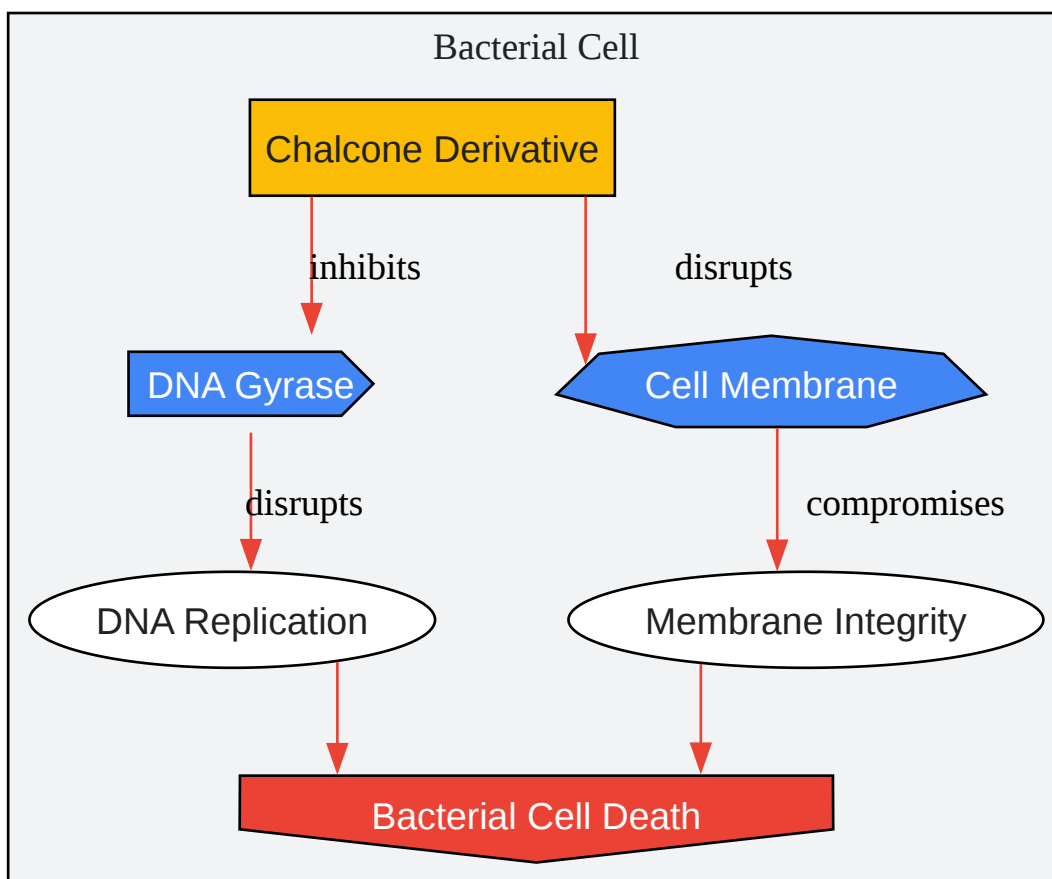 Bacterial Cell
Chalcone Derivative
inhibits
disrupts
DNA Gyrase
Cell Membrane
disrupts
compromises
DNA Replication
Membrane Integrity
Bacterial Cell Death